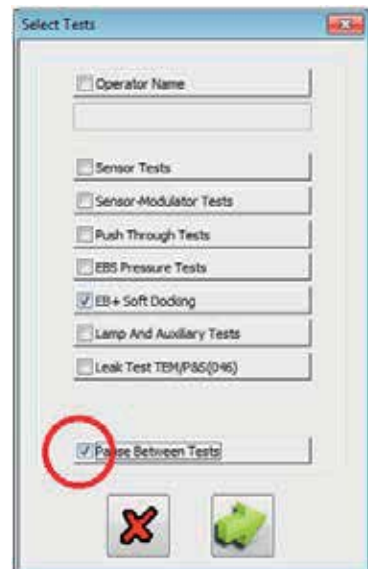 Select Tests
Operator Name
Sensor Tests
Sensor-Modulator Tests
Push Through Tests
EBS Pressure Tests
EB+ Soft Docking
Lamp And Auxiliary Tests
Leak Test TEM/P&S(046)
Pause Between Tests